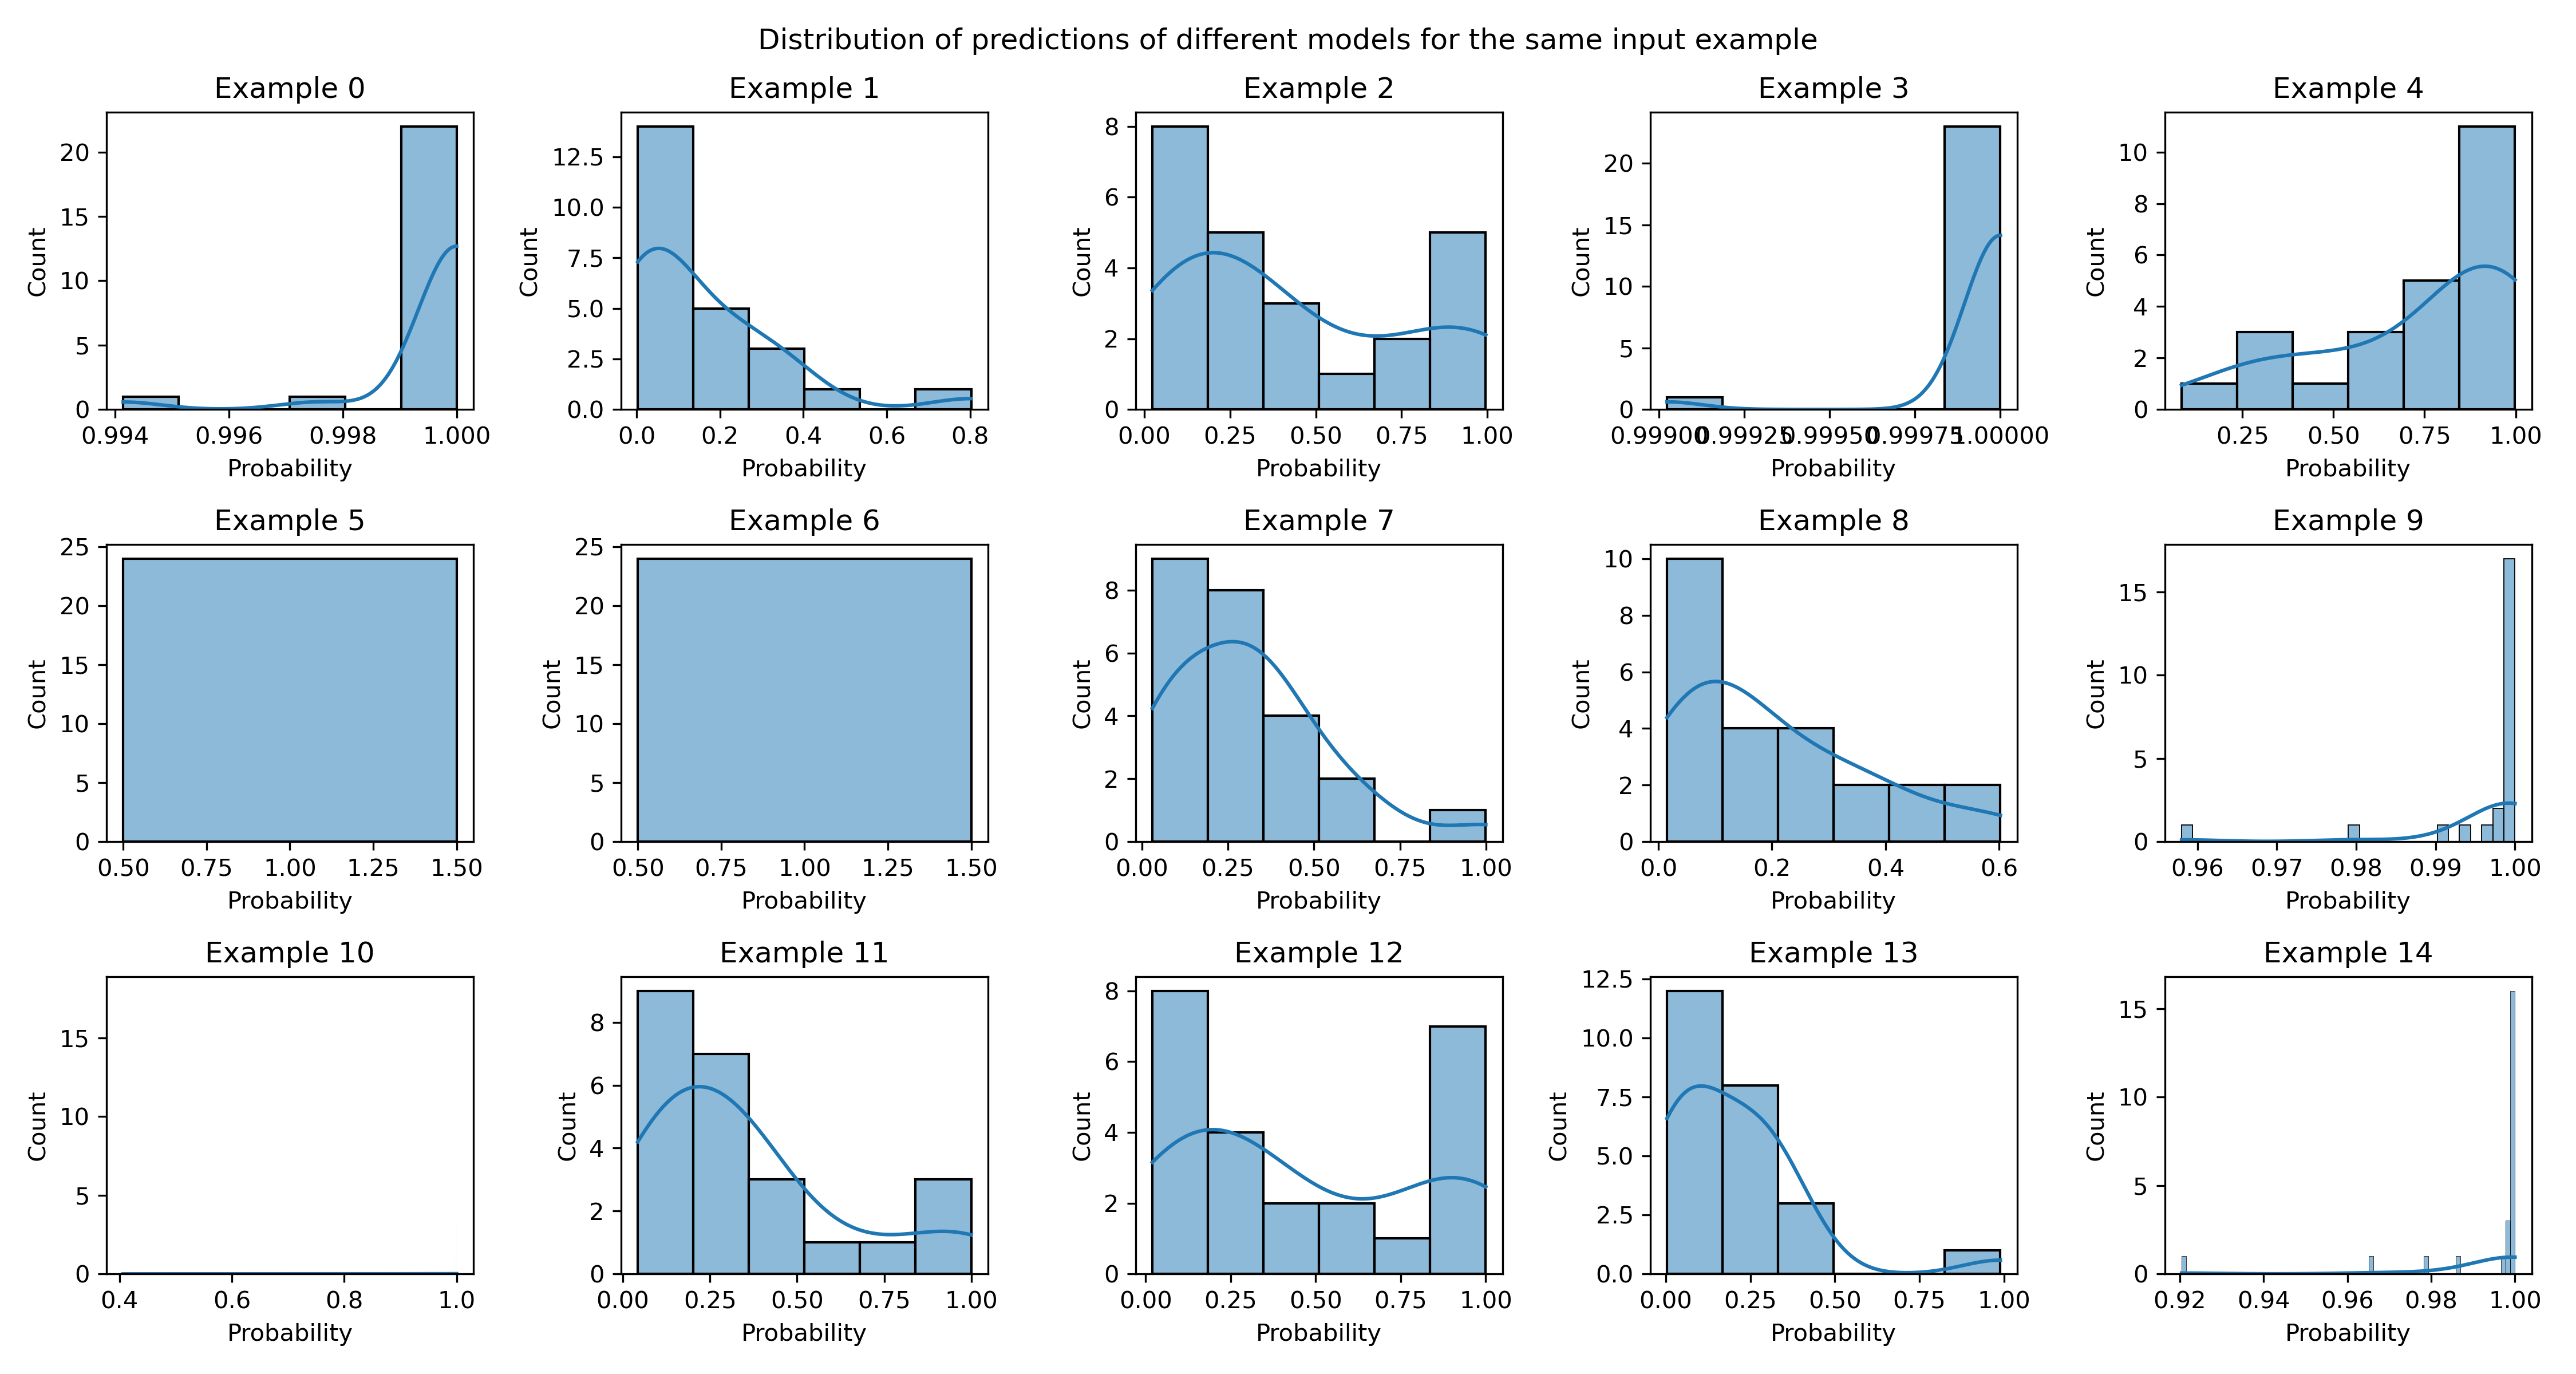 Distribution of predictions of different models for the same input example
Example 0
Example 1
Example 2
Example 3
Example 4
20
15
10
5
0
Count
0.994 0.996 0.998 1.000
Probability
12.5
10.0
7.5
5.0
2.5
0.0
Count
0.0 0.2 0.4 0.6 0.8
Probability
8
6
4
2
0
Count
0.00 0.25 0.50 0.75 1.00
Probability
20
15
10
5
0
Count
0.99900 0.99925 0.99950 0.99975 1.00000
Probability
10
8
6
4
2
0
Count
0.25 0.50 0.75 1.00
Probability
Example 5
Example 6
Example 7
Example 8
Example 9
25
20
15
10
5
0
Count
0.50 0.75 1.00 1.25 1.50
Probability
25
20
15
10
5
0
Count
0.50 0.75 1.00 1.25 1.50
Probability
8
6
4
2
0
Count
0.00 0.25 0.50 0.75 1.00
Probability
10
8
6
4
2
0
Count
0.0 0.2 0.4 0.6
Probability
15
10
5
0
Count
0.96 0.97 0.98 0.99 1.00
Probability
Example 10
Example 11
Example 12
Example 13
Example 14
15
10
5
0
Count
0.4 0.6 0.8 1.0
Probability
8
6
4
2
0
Count
0.00 0.25 0.50 0.75 1.00
Probability
8
6
4
2
0
Count
0.00 0.25 0.50 0.75 1.00
Probability
12.5
10.0
7.5
5.0
2.5
0.0
Count
0.00 0.25 0.50 0.75 1.00
Probability
15
10
5
0
Count
0.92 0.94 0.96 0.98 1.00
Probability